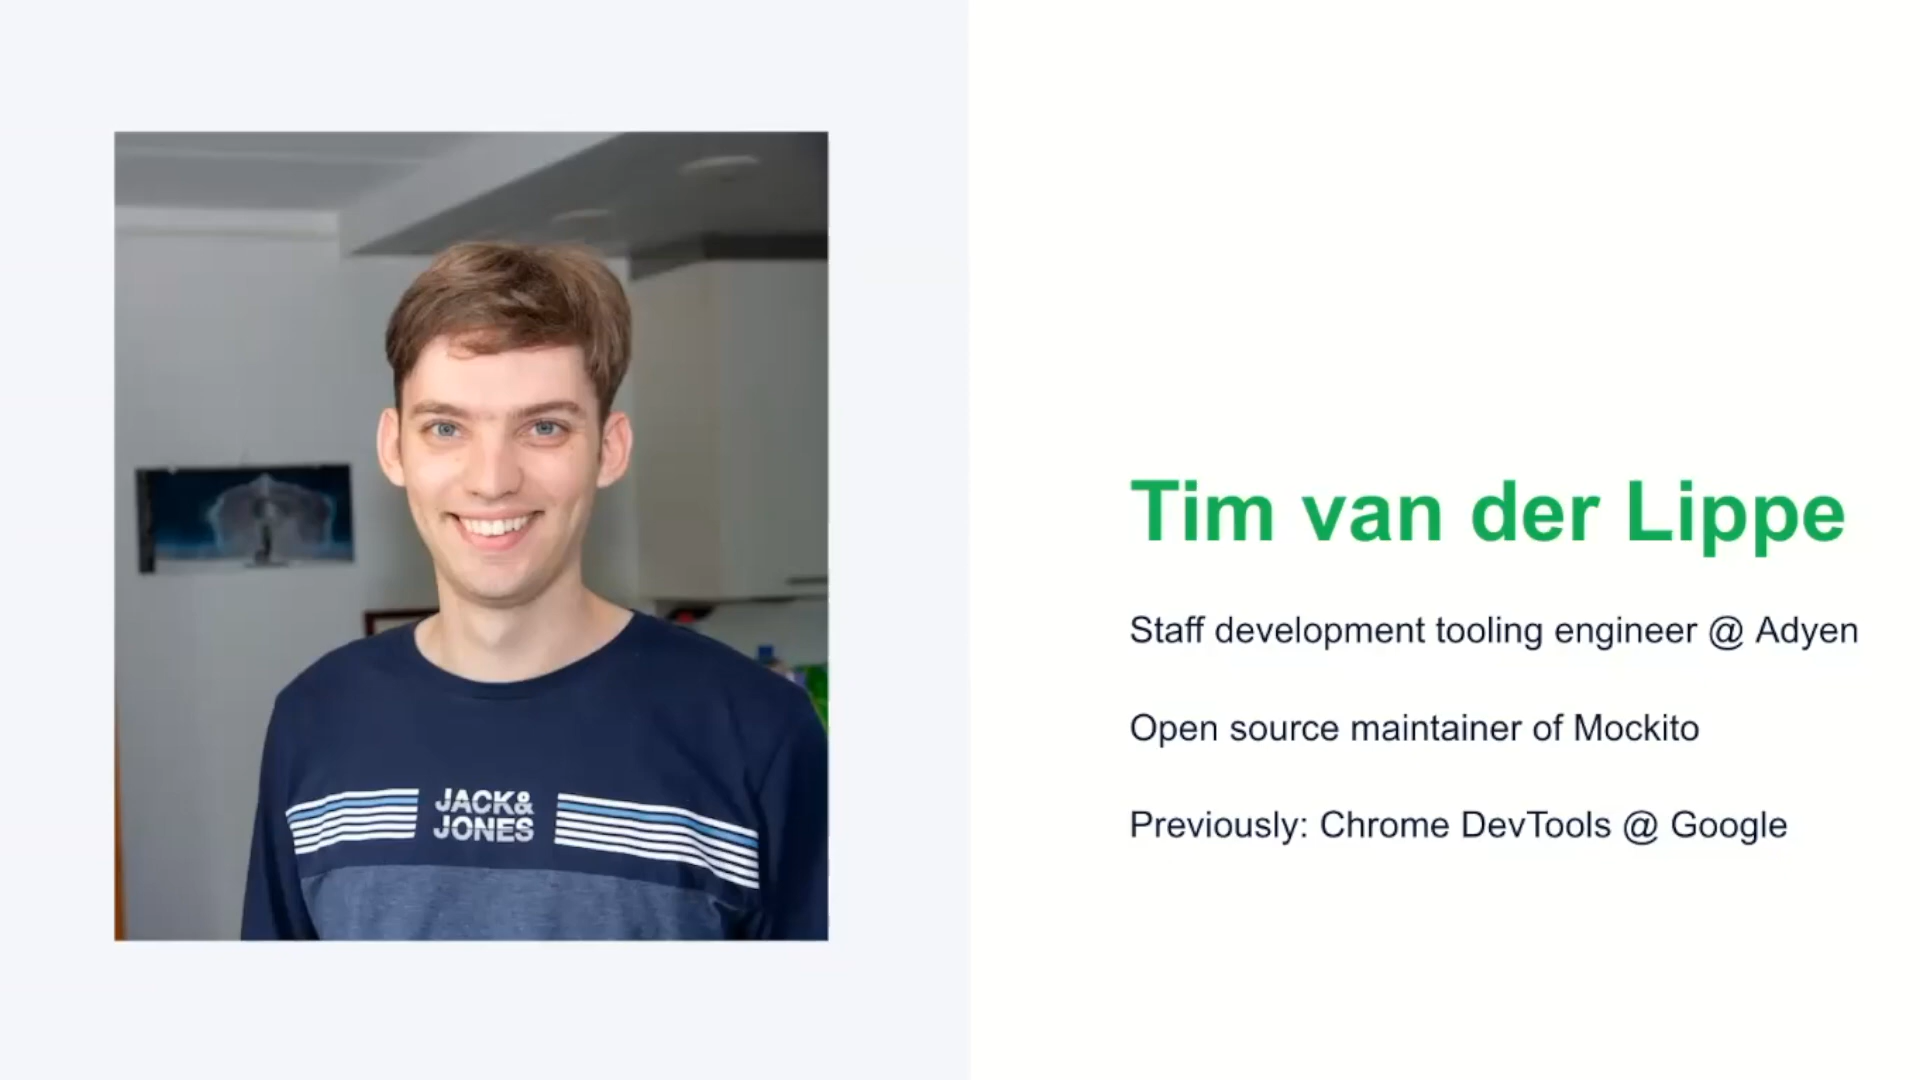 Tim van der Lippe
Staff development tooling engineer @ Adyen
Open source maintainer of Mockito
Previously: Chrome DevTools @ Google
JACK&
JONES